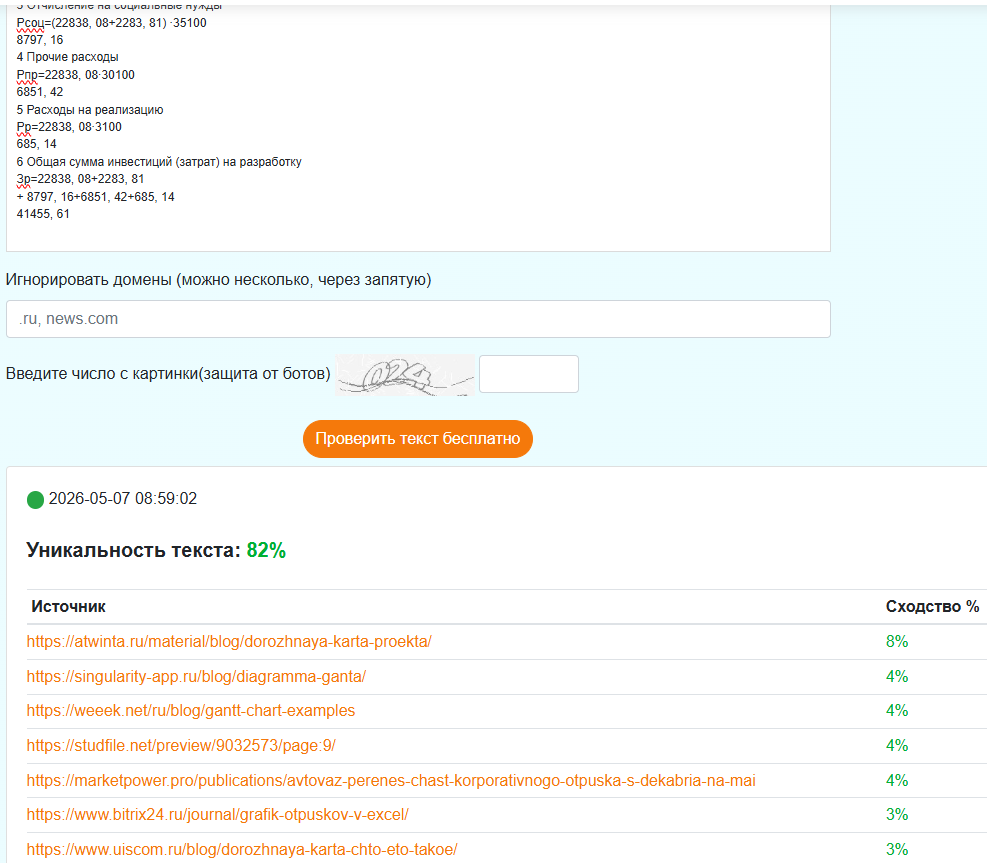 3 Отчисление на социальные нужды
Рсоц=(22838, 08+2283, 81) ·35100
8797, 16
4 Прочие расходы
Рпр=22838, 08·30100
6851, 42
5 Расходы на реализацию
Рр=22838, 08·3100
685, 14
6 Общая сумма инвестиций (затрат) на разработку
Зр=22838, 08+2283, 81
+ 8797, 16+6851, 42+685, 14
41455, 61
Игнорировать домены (можно несколько, через запятую)
.ru, news.com
Введите число с картинки(защита от ботов)
Проверить текст бесплатно
2026-05-07 08:59:02
Уникальность текста: 82%
Источник Сходство %
https://atwinta.ru/material/blog/dorozhnaya-karta-proekta/ 8%
https://singularity-app.ru/blog/diagramma-ganta/ 4%
https://weeek.net/ru/blog/gantt-chart-examples 4%
https://studfile.net/preview/9032573/page:9/ 4%
https://marketpower.pro/publications/avtovaz-perenes-chast-korporativnogo-otpuska-s-dekabria-na-mai 4%
https://www.bitrix24.ru/journal/grafik-otpuskov-v-excel/ 3%
https://www.uiscom.ru/blog/dorozhnaya-karta-chto-eto-takoe/ 3%